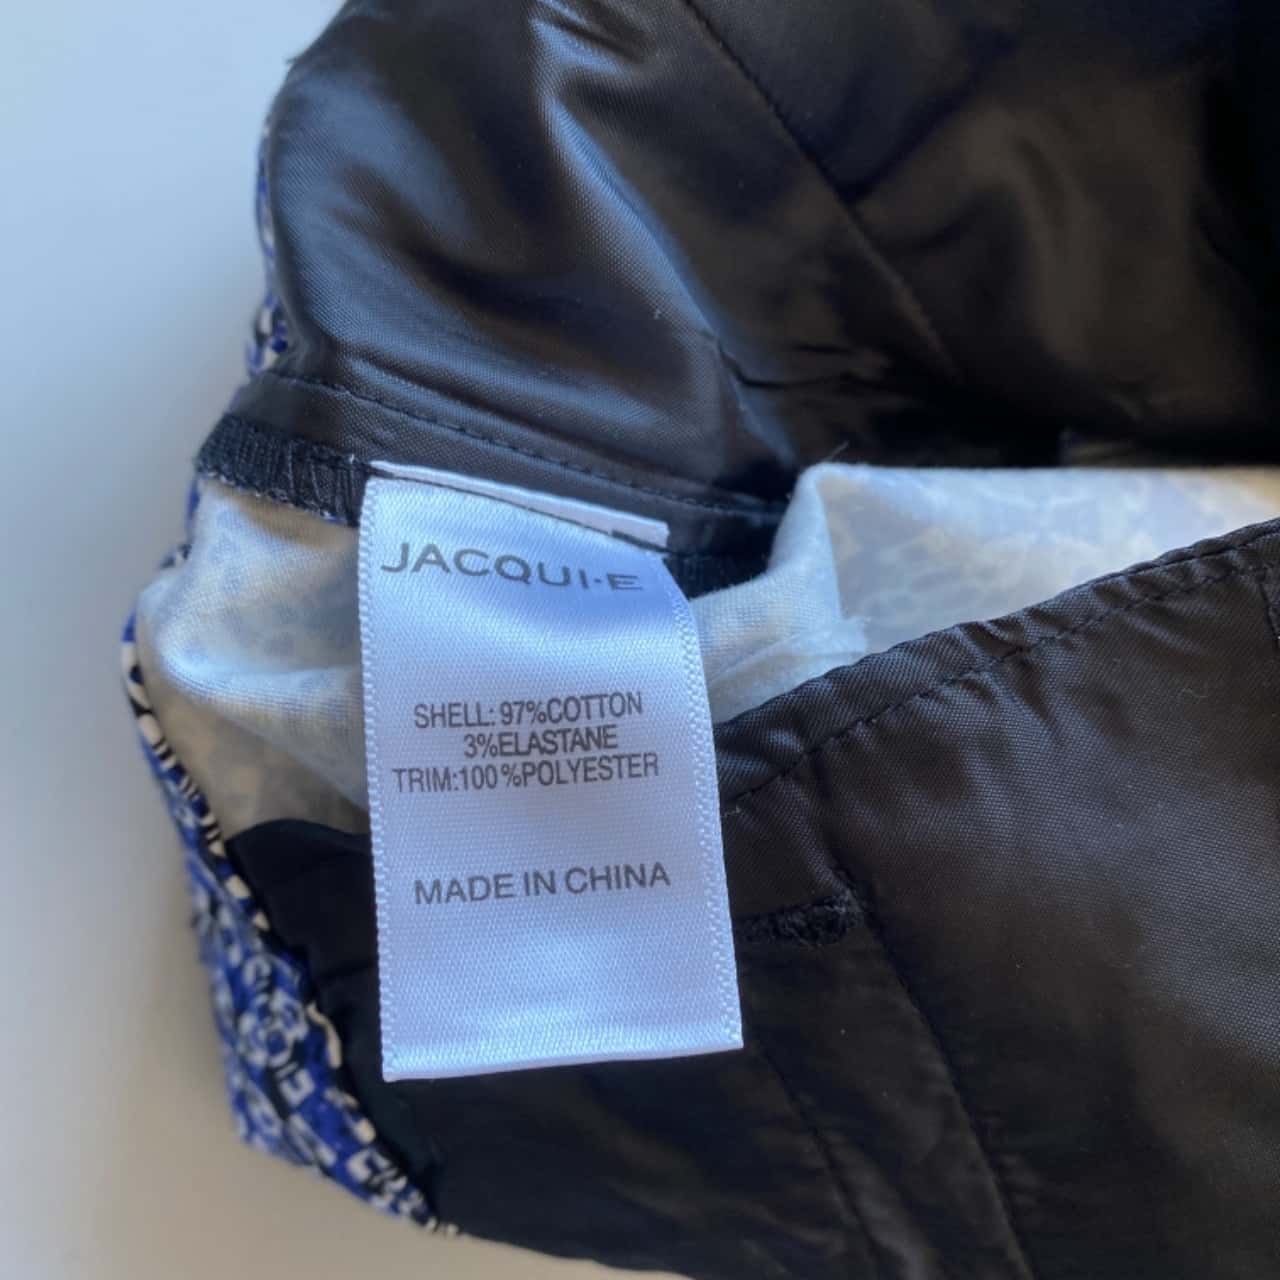 JACQUI·E
SHELL: 97%COTTON
3%ELASTANE
TRIM:100%POLYESTER
MADE IN CHINA